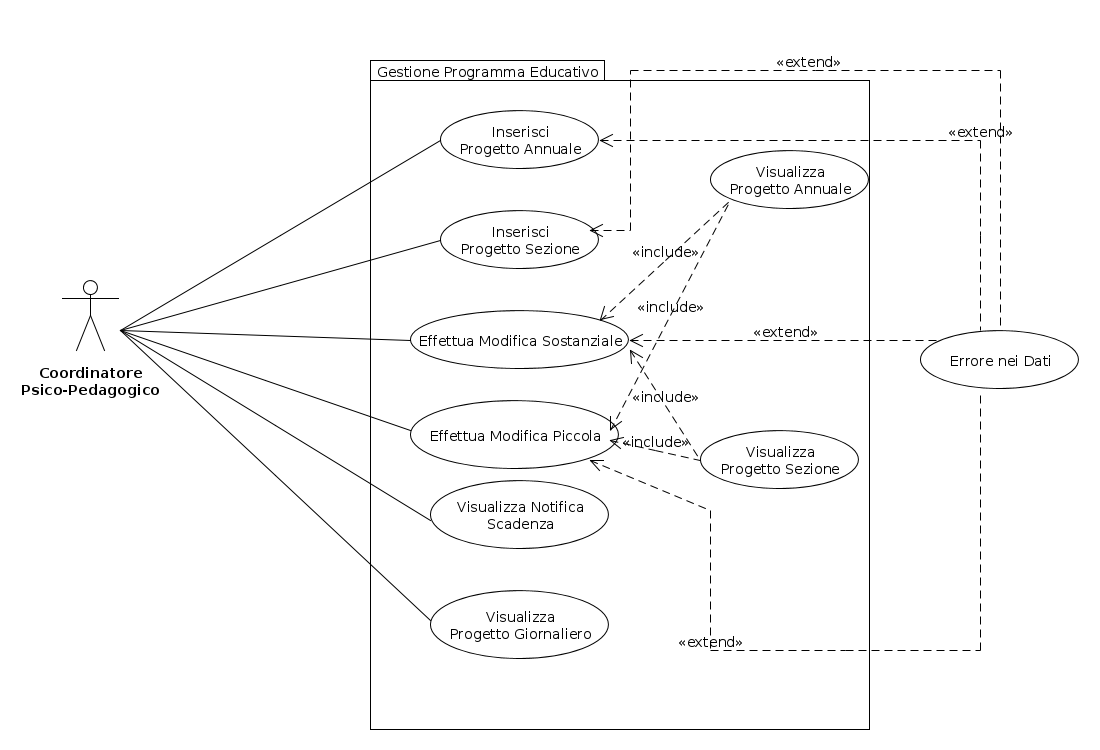 «extend»
Gestione Programma Educativo
«extend»
Inserisci
Progetto Annuale
Visualizza
Progetto Annuale
Inserisci
Progetto Sezione
«include»
«include»
«extend»
Effettua Modifica Sostanziale
Errore nei Dati
Coordinatore
Psico-Pedagogico
«include»
Effettua Modifica Piccola
«include»
Visualizza
Progetto Sezione
Visualizza Notifica
Scadenza
Visualizza
Progetto Giornaliero
«extend»